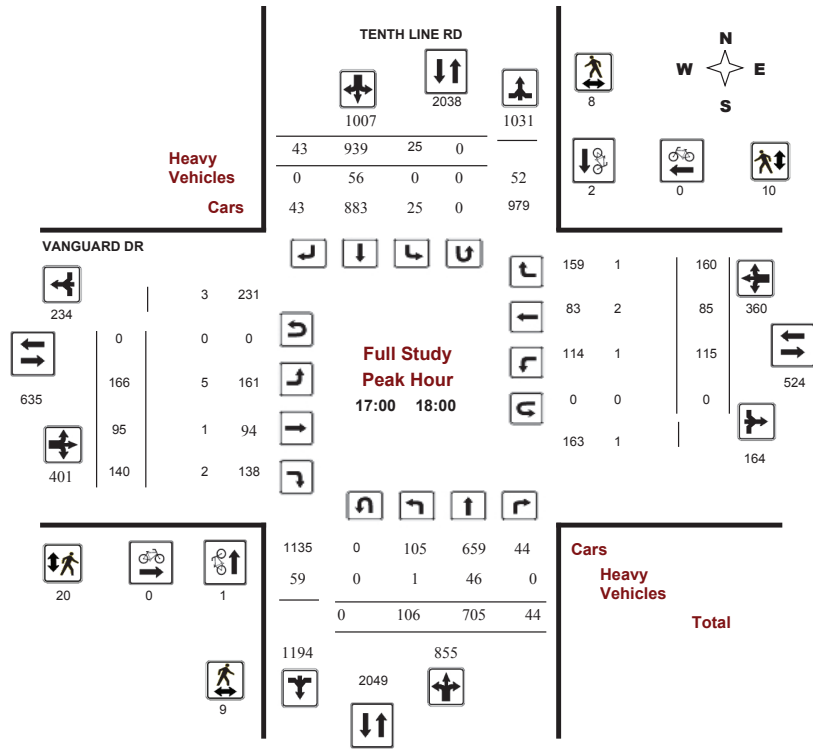 TENTH LINE RD
N
W E
S
2038
8
1007 1031
43 939 25 0
Heavy
Vehicles
0 56 0 0 52
2 0 10
Cars 43 883 25 0 979
VANGUARD DR
159 1 160
234 3 231
83 2 85 360
0 0 0
Full Study
Peak Hour
17:00 18:00
114 1 115
524
635
166 5 161
0 0 0
95 1 94
163 1
164
401
140 2 138
1135 0 105 659 44 Cars
59 0 1 46 0 Heavy
Vehicles
20 0 1
0 106 705 44 Total
1194 855
2049
9